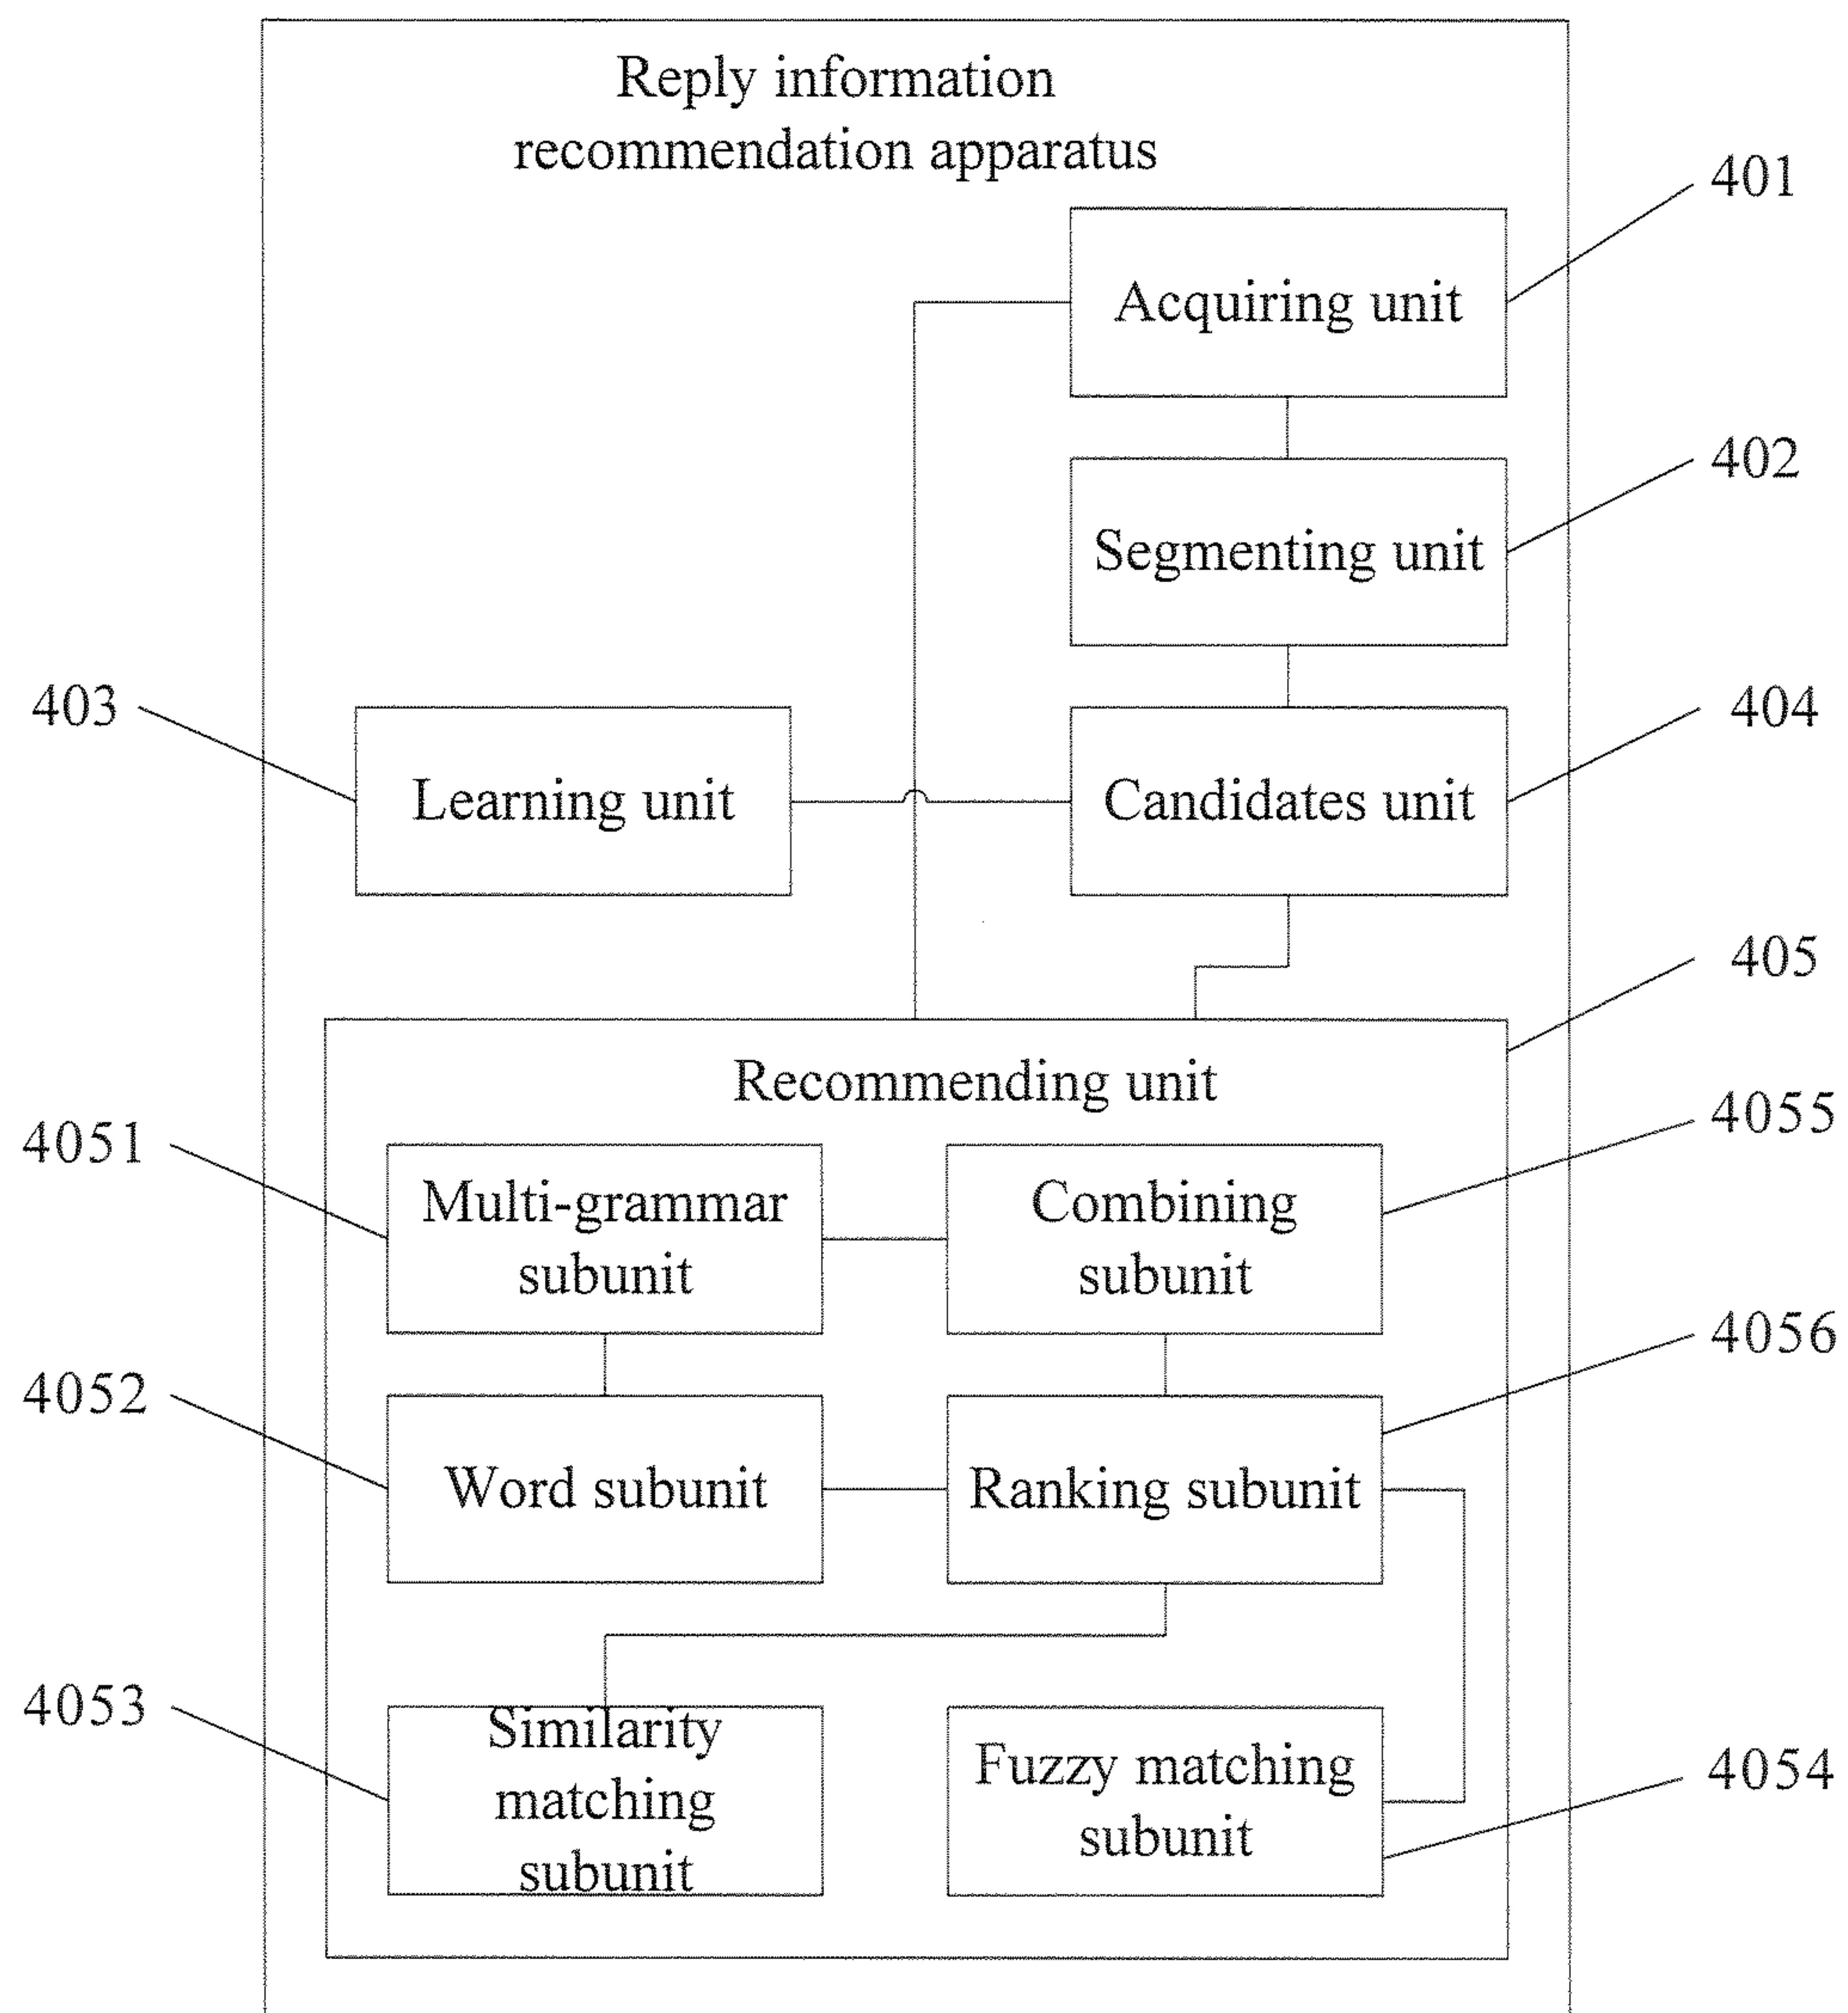 Reply information
recommendation apparatus
401
Acquiring unit
402
Segmenting unit
403
404
Learning unit
Candidates unit
405
Recommending unit
4051
4055
Multi-grammar
subunit
Combining
subunit
4056
4052
Word subunit
Ranking subunit
4053
Similarity
matching
subunit
Fuzzy matching
subunit
4054